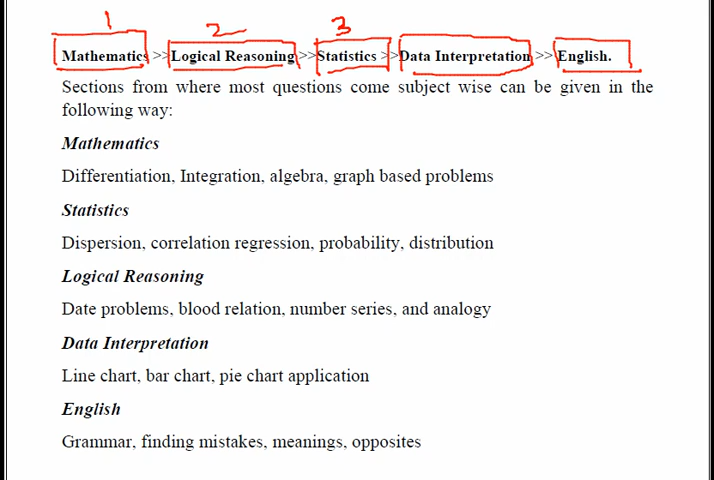 1 2 3
Mathematics >> Logical Reasoning >> Statistics >> Data Interpretation >> English.
Sections from where most questions come subject wise can be given in the
following way:
Mathematics
Differentiation, Integration, algebra, graph based problems
Statistics
Dispersion, correlation regression, probability, distribution
Logical Reasoning
Date problems, blood relation, number series, and analogy
Data Interpretation
Line chart, bar chart, pie chart application
English
Grammar, finding mistakes, meanings, opposites